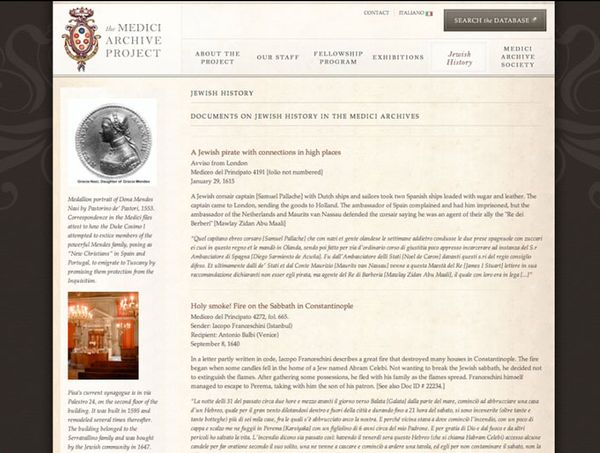 CONTACT
ITALIANO
SEARCH the DATABASE
the MEDICI
ARCHIVE
PROJECT
ABOUT THE
PROJECT
OUR STAFF
FELLOWSHIP
PROGRAM
EXHIBITIONS
Jewish
History
MEDICI
ARCHIVE
SOCIETY
Gracia Nasi, Daughter of Gracia Mendes
Medallion portrait of Dona Mendes
Nasi by Pastorino de' Pastori, 1553.
Correspondence in the Medici files
attest to how the Duke Cosimo I
attempted to entice members of the
powerful Mendes family, posing as
"New Christians" in Spain and
Portugal, to emigrate to Tuscany by
promising them protection from the
Inquisition.
Pisa's current synagogue is in via
Palestro 24, on the second floor of the
building. It was built in 1595 and
remodeled several times thereafter.
The building belonged to the
Serravallino family and was bought
by the Jewish community in 1647.
JEWISH HISTORY
DOCUMENTS ON JEWISH HISTORY IN THE MEDICI ARCHIVES
A Jewish pirate with connections in high places
Avviso from London
Mediceo del Principato 4191 [folio not numbered]
January 29, 1615
A Jewish corsair captain [Samuel Pallache] with Dutch ships and sailors took two Spanish ships loaded with sugar and leather. The
captain came to London, sending the goods to Holland. The ambassador of Spain complained and had him imprisoned, but the
ambassador of the Netherlands and Maurits van Nassau defended the corsair saying he was an agent of their ally the "Re dei
Berberi" [Mawlay Zidan Abu Maali]
"Quel capitano ebreo corsaro [Samuel Pallache] che con navi et gente olandese le settimane addietro condusse le due prese spagnuole con zuccari
et cuoi in questo regno et le mandò in Olanda, sendo poi fatto per via d'ordinario corso di giustitia poco appresso incarcerare ad instanza del S.r
Ambasciatore di Spagna [Diego Sarmiento de Acuña]. Eu dall'Ambasciatore delli Stati [Noel de Caron] datanti questi s.ri del regio consiglio
difeso. Et ultimamente dalli de' Stati et dal Conte Maurizio [Maurits van Nassau] venne a questa Maestà del Re [James I Stuart] lettere in sua
raccomandatione dichiaranti non esser egli pirata, ma agente del Re di Berberia [Mawlay Zidan Abu Maali], il quale con loro era in lega [...]"
Holy smoke! Fire on the Sabbath in Constantinople
Mediceo del Principato 4272, fol. 665.
Sender: Iacopo Franceschini (Istanbul)
Recipient: Antonio Balbi (Venice)
September 8, 1640
In a letter partly written in code, Iacopo Franceschini describes a great fire that destroyed many houses in Constantinople. The fire
began when some candles fell in the home of a Jew named Abram Celebi. Not wanting to break the Jewish sabbath, he decided not
to extinguish the flames. After gathering some possessions, he fled with his family as the flames spread. Franceschini himself
managed to escape to Perema, taking with him the son of his patron. [See also Doc ID # 22234.]
"La notte delli 31 del passato circa due hore e mezzo avanti il giorno verso Balata [Galata] dalla parte del mare, cominciò ad abbrucciare una casa
d'un Hebreo, quale per il gran vento dilatandosi dentro e fuori della città e durando fino a 21 hora del sabato, si sono incenerite (oltre tante e
tante botteghe) più di sei mila case, fra le quali s'è abbrucciato anco la nostra. E perchè vicina a dove cominciò l'incendio, con un poco di
cappa e scalzo me ne fuggii in Perema [Karsiyaka] con un figliolino di 6 anni circa del mio Padrone. E per gratia di Dio e dal fuoco e da altri
pericoli ho salvato la vita. L'incendio dicono sia passato così: havendo il venerdì sera questo Hebreo (che si chiama Habram Celebi) accesso alcune
candele per far oratione secondo il suo solito, una ne venne a cascare e cominciò a ardere una tavola, ed egli per non contaminare il sabato, non la